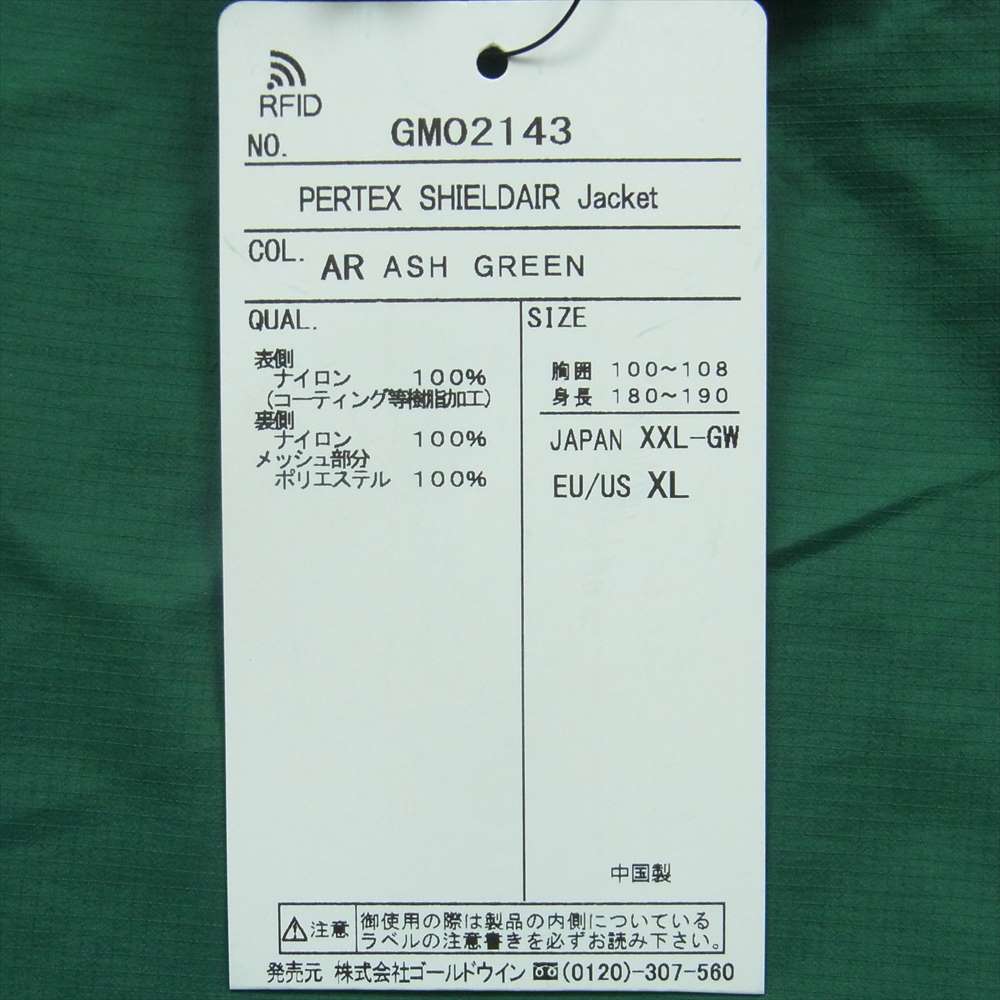 RFID
NO. GM02143
PERTEX SHIELDAIR Jacket
COL. AR ASH GREEN
QUAL.
表側
ナイロン 100%
(コーティング等樹脂加工)
裏側
ナイロン 100%
メッシュ部分
ポリエステル 100%
SIZE
胸囲 100~108
身長 180~190
JAPAN XXL-GW
EU/US XL
中国製
注意 御使用の際は製品の内側についている
ラベルの注意書きを必ずお読み下さい。
発売元 株式会社ゴールドウイン (0120)-307-560